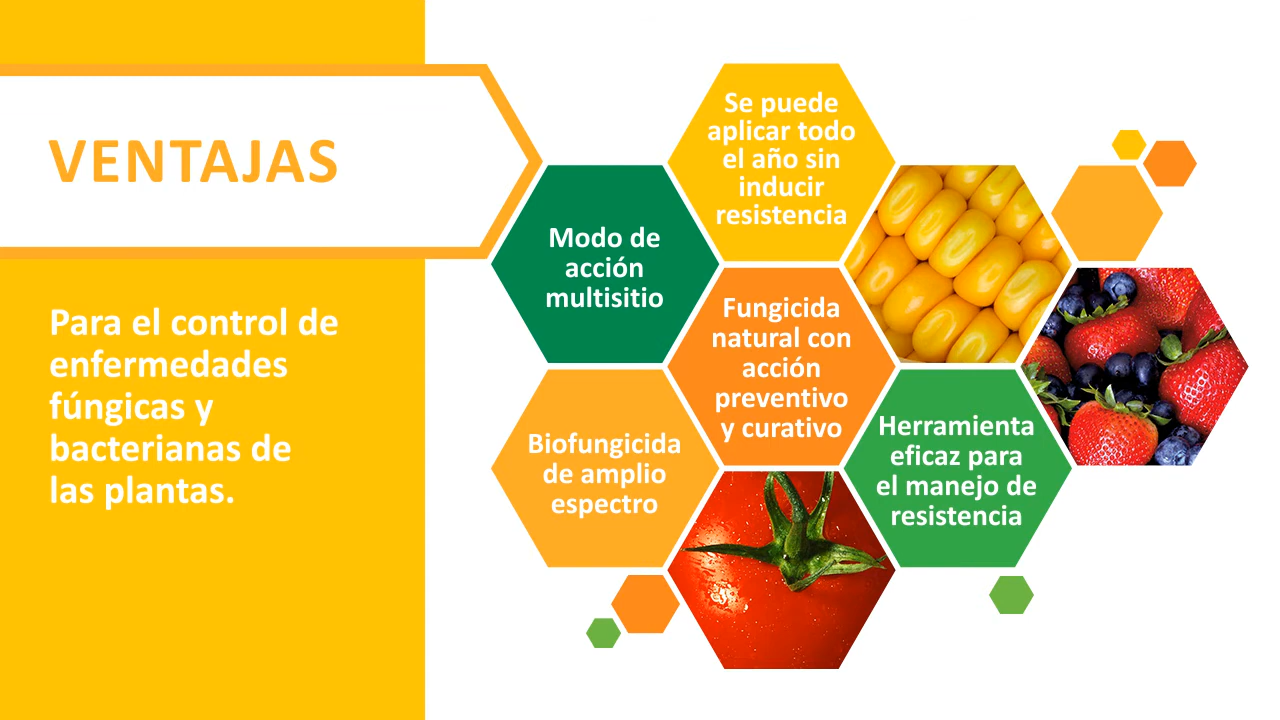 VENTAJAS
Para el control de
enfermedades
fúngicas y
bacterianas de
las plantas.
Modo de
acción
multisitio
Se puede
aplicar todo
el año sin
inducir
resistencia
Fungicida
natural con
acción
preventivo
y curativo
Biofungicida
de amplio
espectro
Herramienta
eficaz para
el manejo de
resistencia